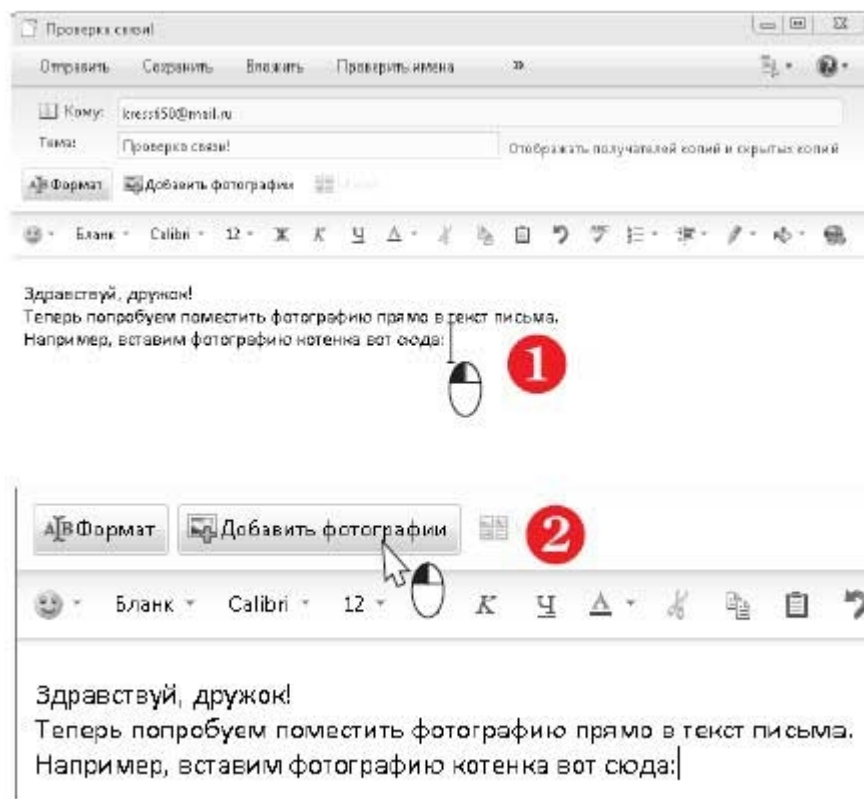 Проверка связи!
Отправить Сохранить Вложить Проверить имена »
Кому: kressti50@mail.ru
Тема: Проверка связи! Отображать получателей копий и скрытых копий
Формат Добавить фотографии
Бланк Calibri 12 Ж К Ч А
Здравствуй, дружок!
Теперь попробуем поместить фотографию прямо в текст письма.
Например, вставим фотографию котенка вот сюда:
1
Формат Добавить фотографии 2
Бланк Calibri 12 К Ч А
Здравствуй, дружок!
Теперь попробуем поместить фотографию прямо в текст письма.
Например, вставим фотографию котенка вот сюда: